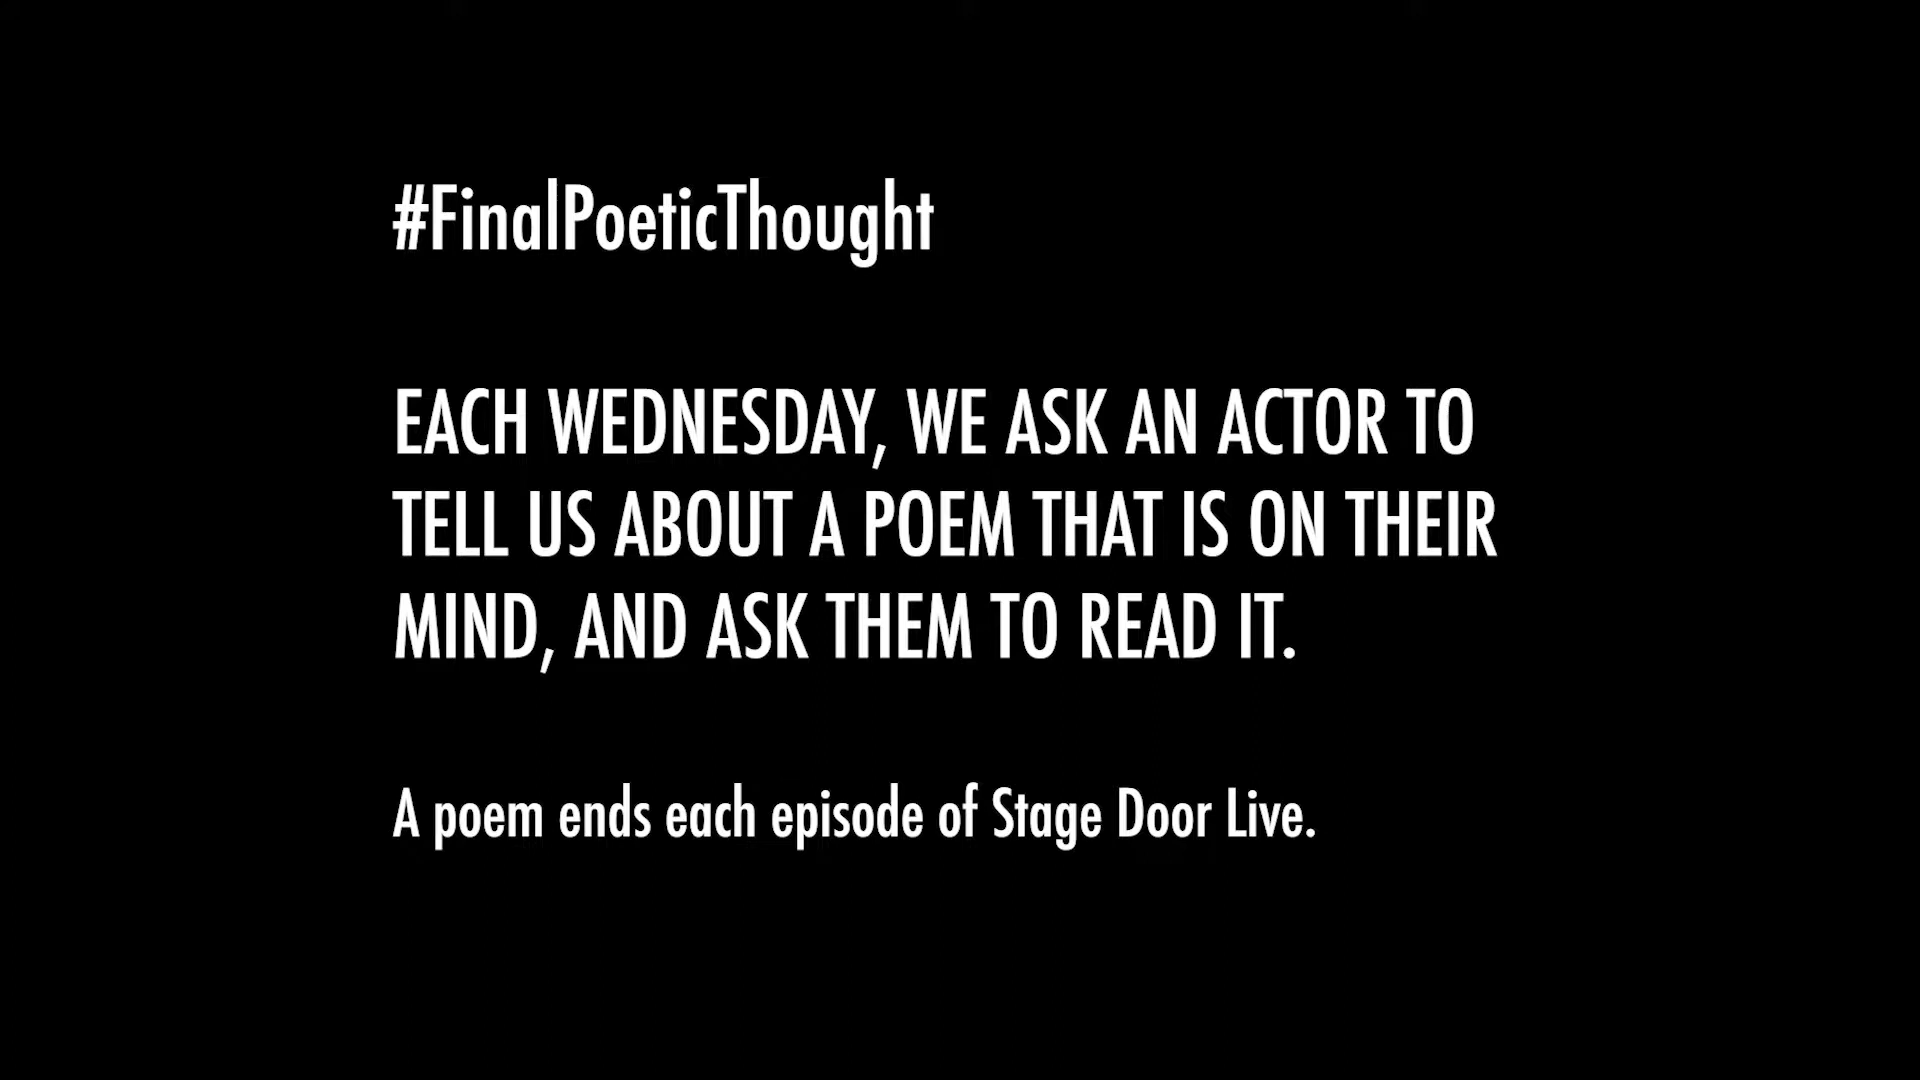 #FinalPoeticThought
EACH WEDNESDAY, WE ASK AN ACTOR TO
TELL US ABOUT A POEM THAT IS ON THEIR
MIND, AND ASK THEM TO READ IT.
A poem ends each episode of Stage Door Live.